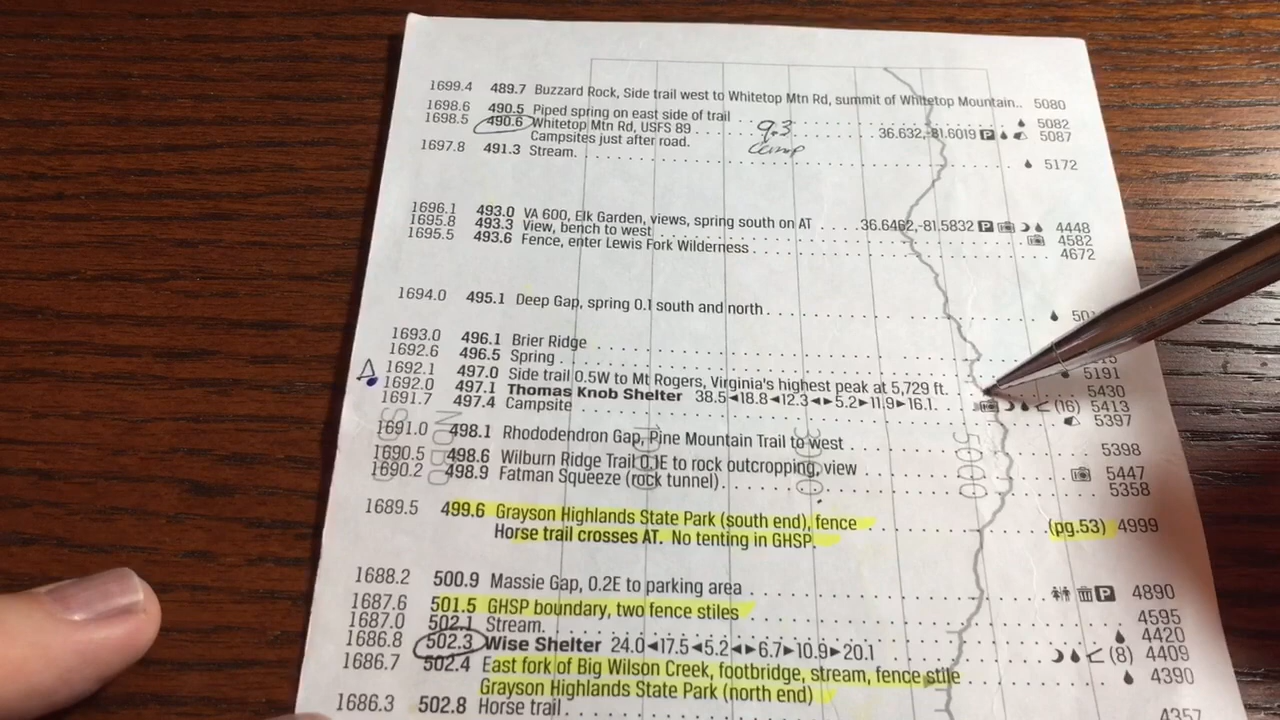 1699.4 489.7 Buzzard Rock, Side trail west to Whitetop Mtn Rd, summit of Whitetop Mountain.. 5080
1698.6 490.5 Piped spring on east side of trail 5082
1698.5 490.6 Whitetop Mtn Rd, USFS 89 36.632,-81.6019 P 5087
9.3
Camp
Campsites just after road.
1697.8 491.3 Stream. 5172
1696.1 493.0 VA 600, Elk Garden, views, spring south on AT 36.6462,-81.5832 P 4448
1695.8 493.3 View, bench to west 4582
1695.5 493.6 Fence, enter Lewis Fork Wilderness 4672
1694.0 495.1 Deep Gap, spring 0.1 south and north
1693.0 496.1 Brier Ridge
1692.6 496.5 Spring 5191
1692.1 497.0 Side trail 0.5W to Mt Rogers, Virginia's highest peak at 5,729 ft. 5430
1692.0 497.1 Thomas Knob Shelter 38.5◄18.8◄12.3◄►5.2►11.9►16.1 (16) 5413
1691.7 497.4 Campsite 5397
1691.0 498.1 Rhododendron Gap, Pine Mountain Trail to west 5398
1690.5 498.6 Wilburn Ridge Trail 0.1E to rock outcropping, view 5447
1690.2 498.9 Fatman Squeeze (rock tunnel) 5358
SOBO
NOBO
3000
5000
1689.5 499.6 Grayson Highlands State Park (south end), fence (pg.53) 4999
Horse trail crosses AT. No tenting in GHSP.
1688.2 500.9 Massie Gap, 0.2E to parking area P 4890
1687.6 501.5 GHSP boundary, two fence stiles 4595
1687.0 502.1 Stream. 4420
1686.8 502.3 Wise Shelter 24.0◄17.5◄5.2◄►6.7►10.9►20.1 (8) 4409
1686.7 502.4 East fork of Big Wilson Creek, footbridge, stream, fence stile 4390
Grayson Highlands State Park (north end)
1686.3 502.8 Horse trail 4357